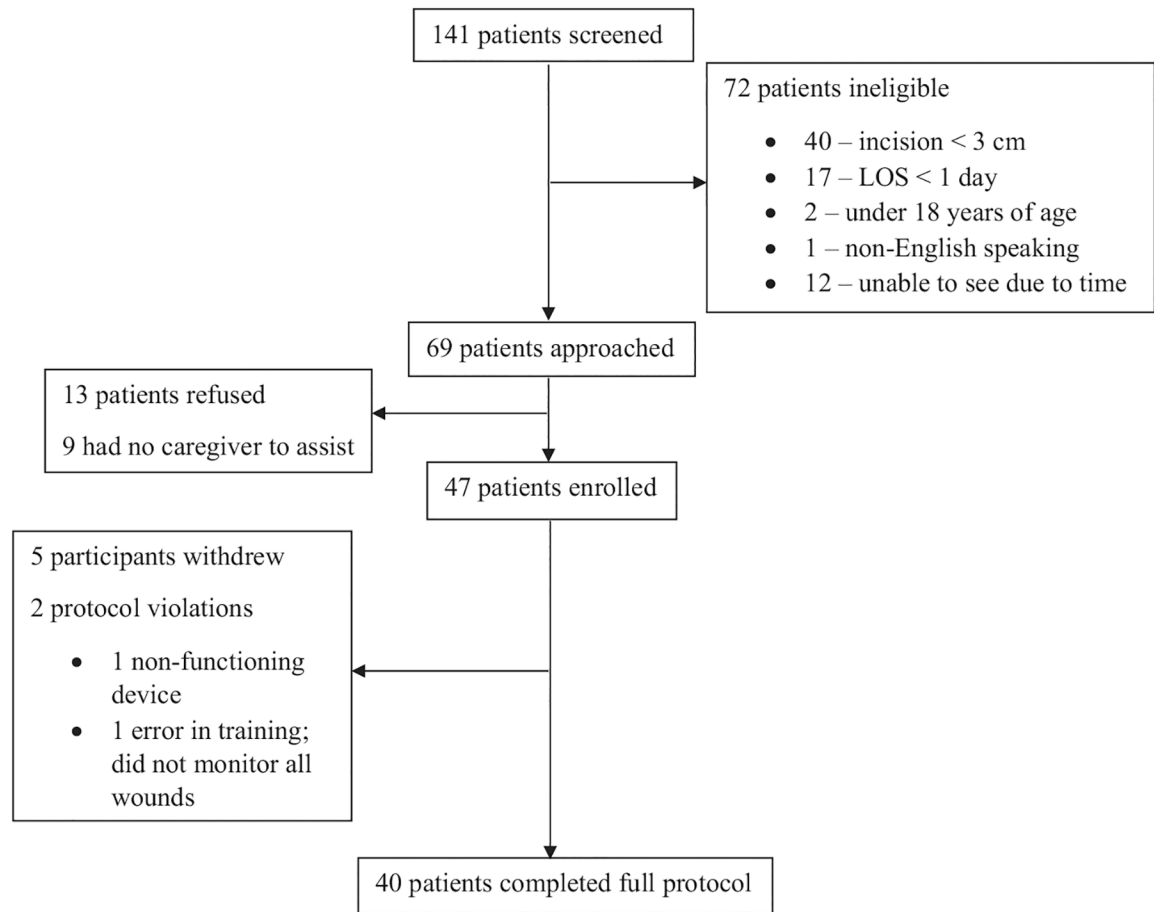 141 patients screened
72 patients ineligible
• 40 – incision < 3 cm
• 17 – LOS < 1 day
• 2 – under 18 years of age
• 1 – non-English speaking
• 12 – unable to see due to time
69 patients approached
13 patients refused
9 had no caregiver to assist
47 patients enrolled
5 participants withdrew
2 protocol violations
• 1 non-functioning
device
• 1 error in training;
did not monitor all
wounds
40 patients completed full protocol